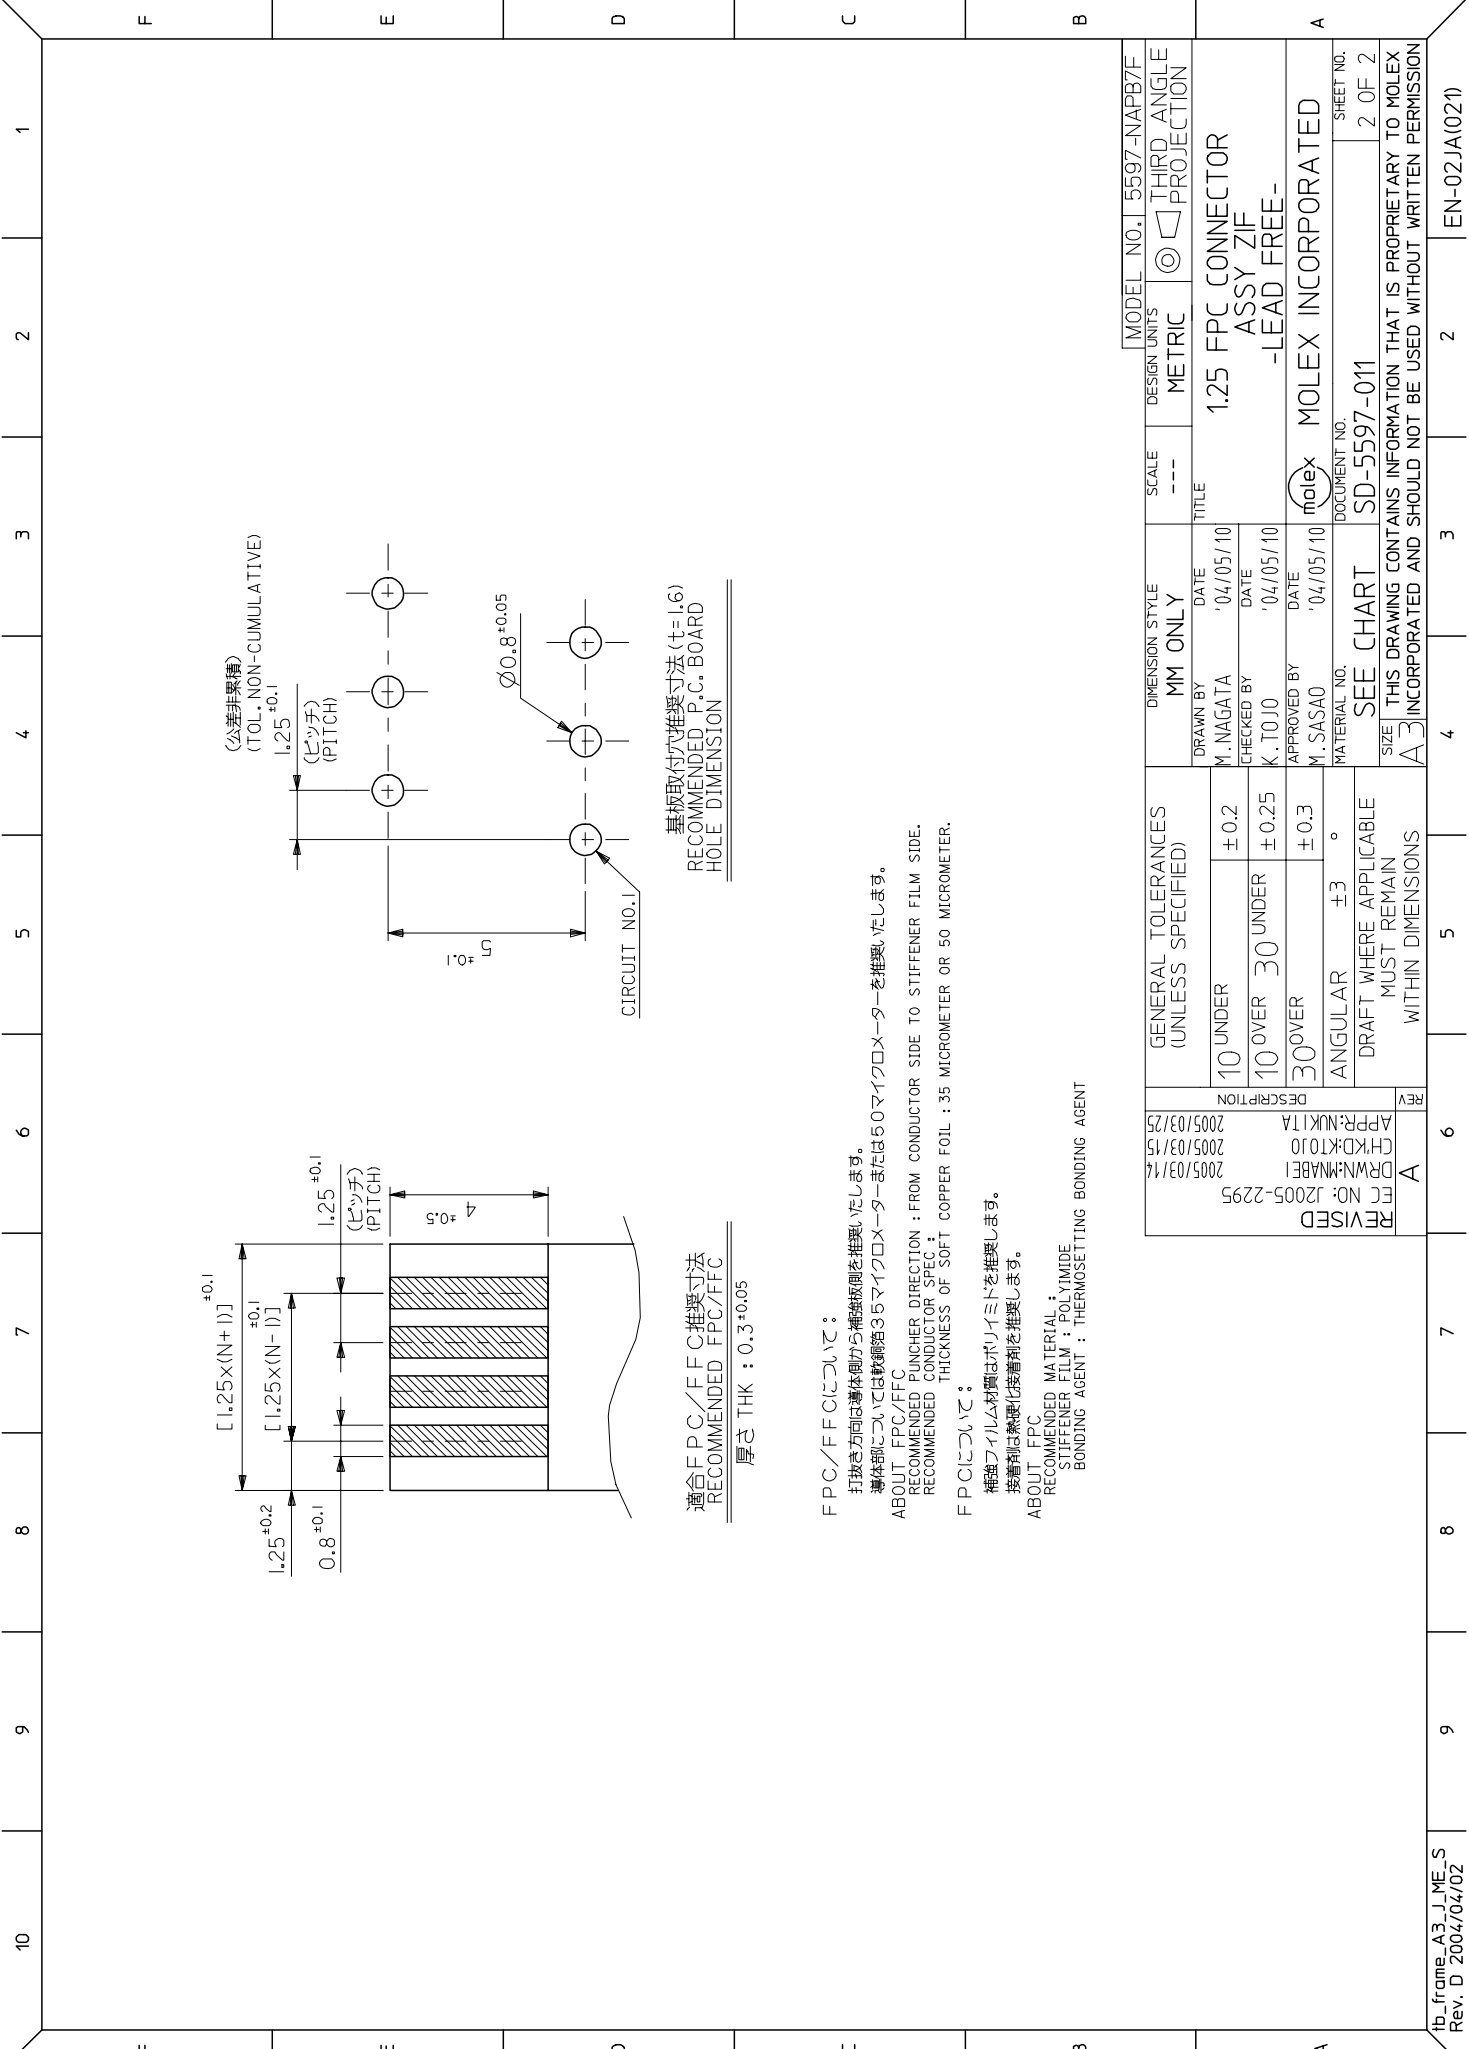 10
9
8
7
6
5
4
3
2
1
F
E
D
C
B
A
[1.25x(N+1)] ±0.1
[1.25x(N-1)] ±0.1
1.25 ±0.2
0.8 ±0.1
1.25 ±0.1
(ピッチ)
(PITCH)
4 ±0.5
適合FPC/FFC推奨寸法
RECOMMENDED FPC/FFC
厚さ THK : 0.3±0.05
(公差非累積)
(TOL. NON-CUMULATIVE)
1.25 ±0.1
(ピッチ)
(PITCH)
Ø0.8±0.05
5 ±0.1
CIRCUIT NO.1
基板取付穴推奨寸法(t=1.6)
RECOMMENDED P.C. BOARD
HOLE DIMENSION
FPC/FFCについて:
打抜き方向は導体側から補強板側を推奨いたします。
導体部については軟銅箔35マイクロメーターまたは50マイクロメーターを推奨いたします。
ABOUT FPC/FFC
RECOMMENDED PUNCHER DIRECTION : FROM CONDUCTOR SIDE TO STIFFENER FILM SIDE.
RECOMMENDED CONDUCTOR SPEC :
THICKNESS OF SOFT COPPER FOIL : 35 MICROMETER OR 50 MICROMETER.
FPCについて:
補強フィルム材質はポリイミドを推奨します。
接着剤は熱硬化接着剤を推奨します。
ABOUT FPC
RECOMMENDED MATERIAL :
STIFFENER FILM : POLYIMIDE
BONDING AGENT : THERMOSETTING BONDING AGENT
MODEL NO. 5597-NAPB7F
REVISED
EC NO: J2005-2295
DRWN:MNABEI 2005/03/14
CH'KD:KTOJO 2005/03/15
APPR:NUKITA 2005/03/25
DESCRIPTION
A
REV
GENERAL TOLERANCES
(UNLESS SPECIFIED)
10 UNDER ±0.2
10 OVER 30 UNDER ±0.25
30 OVER ±0.3
ANGULAR ±3 °
DRAFT WHERE APPLICABLE
MUST REMAIN
WITHIN DIMENSIONS
DIMENSION STYLE
MM ONLY
SCALE
---
DESIGN UNITS
METRIC
THIRD ANGLE
PROJECTION
DRAWN BY DATE
M.NAGATA '04/05/10
CHECKED BY DATE
K.TOJO '04/05/10
APPROVED BY DATE
M.SASAO '04/05/10
TITLE
1.25 FPC CONNECTOR
ASSY ZIF
-LEAD FREE-
molex MOLEX INCORPORATED
MATERIAL NO.
SEE CHART
DOCUMENT NO.
SD-5597-011
SHEET NO.
2 OF 2
SIZE
A3
THIS DRAWING CONTAINS INFORMATION THAT IS PROPRIETARY TO MOLEX
INCORPORATED AND SHOULD NOT BE USED WITHOUT WRITTEN PERMISSION
tb_frame_A3_J_ME_S
Rev. D 2004/04/02
9
8
7
6
5
4
3
2
EN-02JA(021)